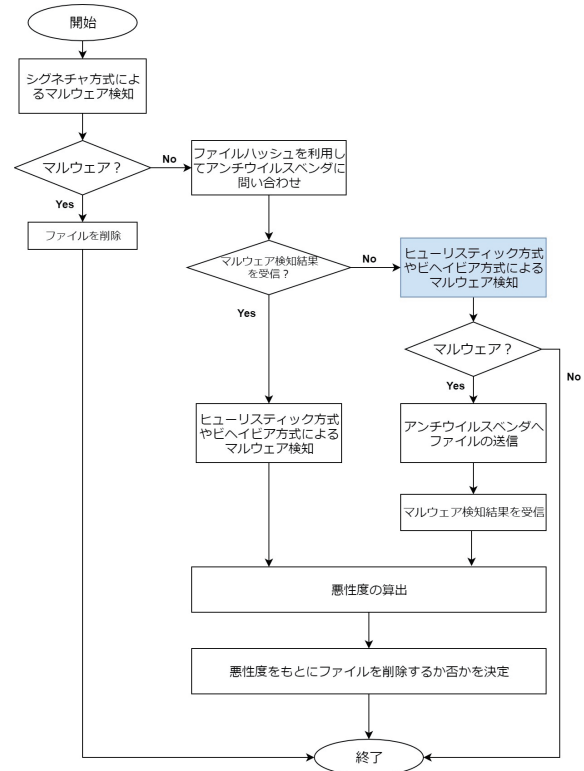 開始
シグネチャ方式によ
るマルウェア検知
マルウェア？
No
Yes
ファイルを削除
ファイルハッシュを利用し
てアンチウイルスベンダに
問い合わせ
マルウェア検知結果
を受信？
No
Yes
ヒューリスティック方式
やビヘイビア方式による
マルウェア検知
マルウェア？
No
Yes
ヒューリスティック方式
やビヘイビア方式による
マルウェア検知
アンチウイルスベンダへ
ファイルの送信
マルウェア検知結果を受信
悪性度の算出
悪性度をもとにファイルを削除するか否かを決定
終了